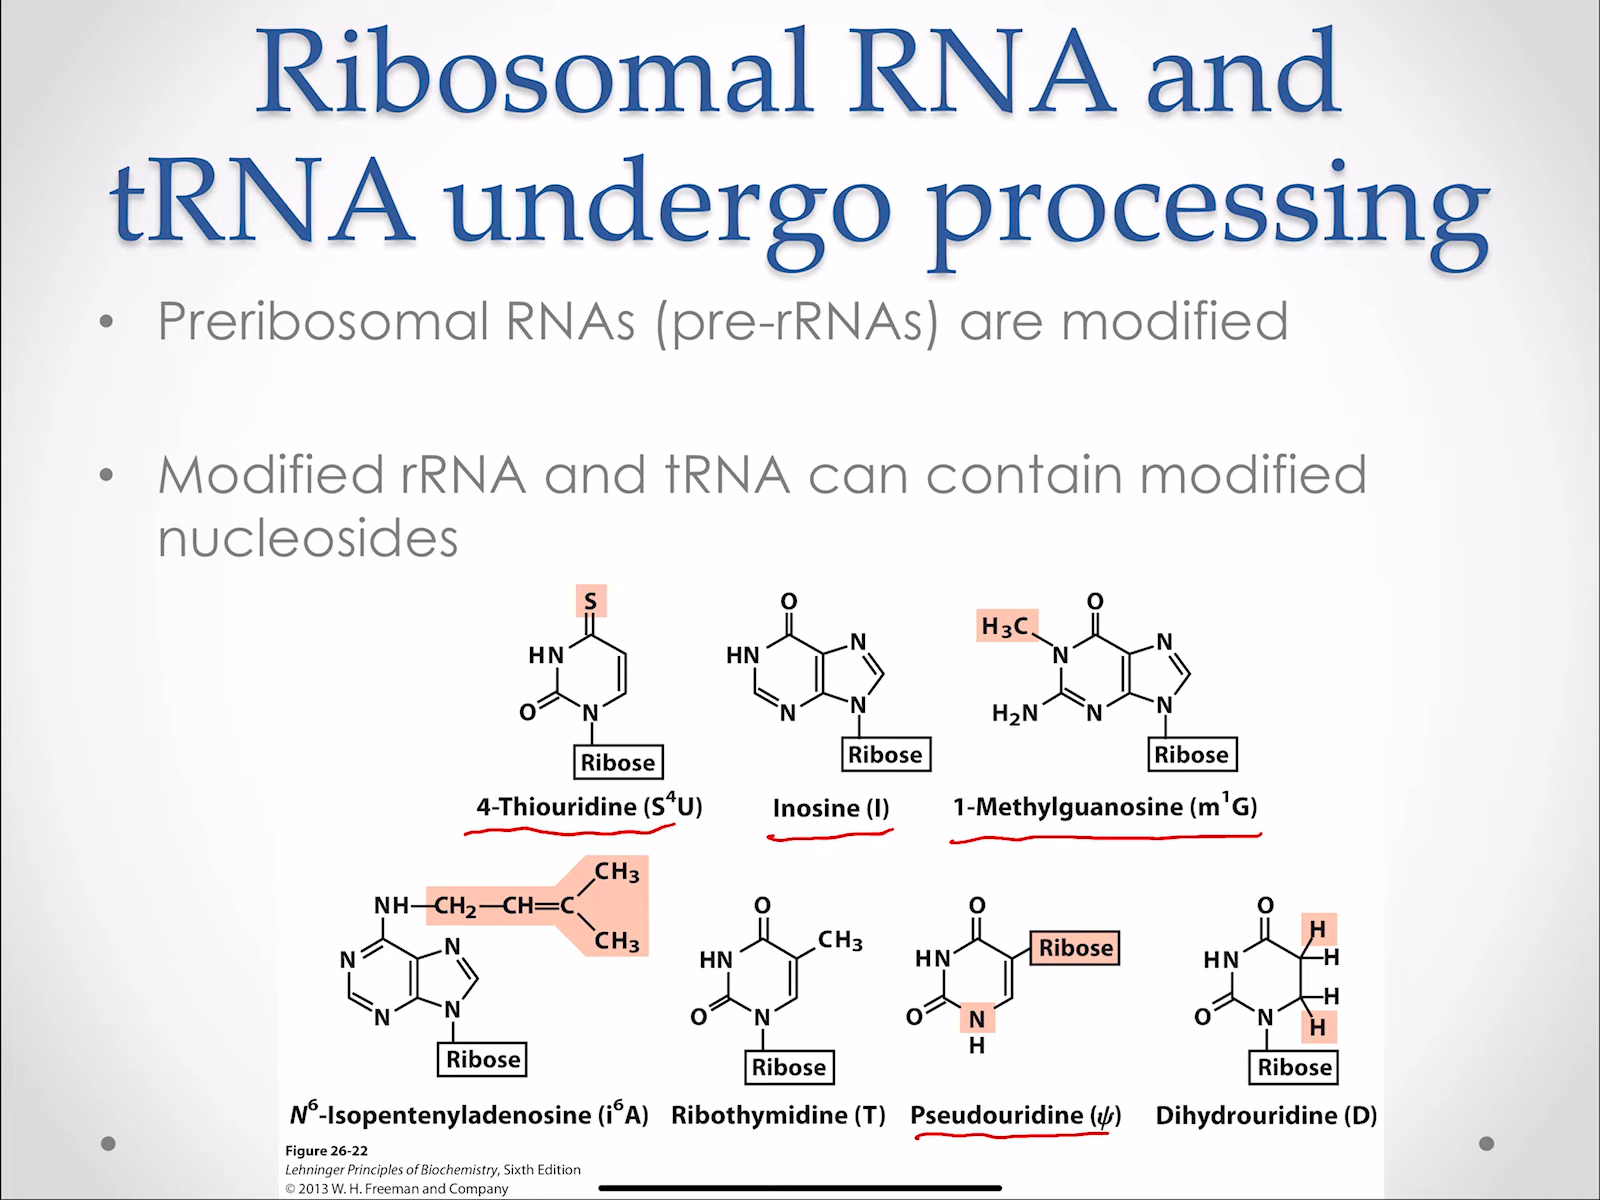 Ribosomal RNA and
tRNA undergo processing
• Preribosomal RNAs (pre-rRNAs) are modified
• Modified rRNA and tRNA can contain modified
nucleosides
S
HN
O
N
Ribose
4-Thiouridine (S⁴U)
O
HN
N
N
N
Ribose
Inosine (I)
O
H₃C
N
N
H₂N
N
N
Ribose
1-Methylguanosine (m¹G)
NH—CH₂—CH=C
CH₃
CH₃
N
N
N
N
Ribose
N⁶-Isopentenyladenosine (i⁶A)
O
CH₃
HN
O
N
Ribose
Ribothymidine (T)
O
Ribose
HN
O
N
H
Pseudouridine (ψ)
O
H
H
HN
H
O
N
H
Ribose
Dihydrouridine (D)
Figure 26-22
Lehninger Principles of Biochemistry, Sixth Edition
© 2013 W. H. Freeman and Company